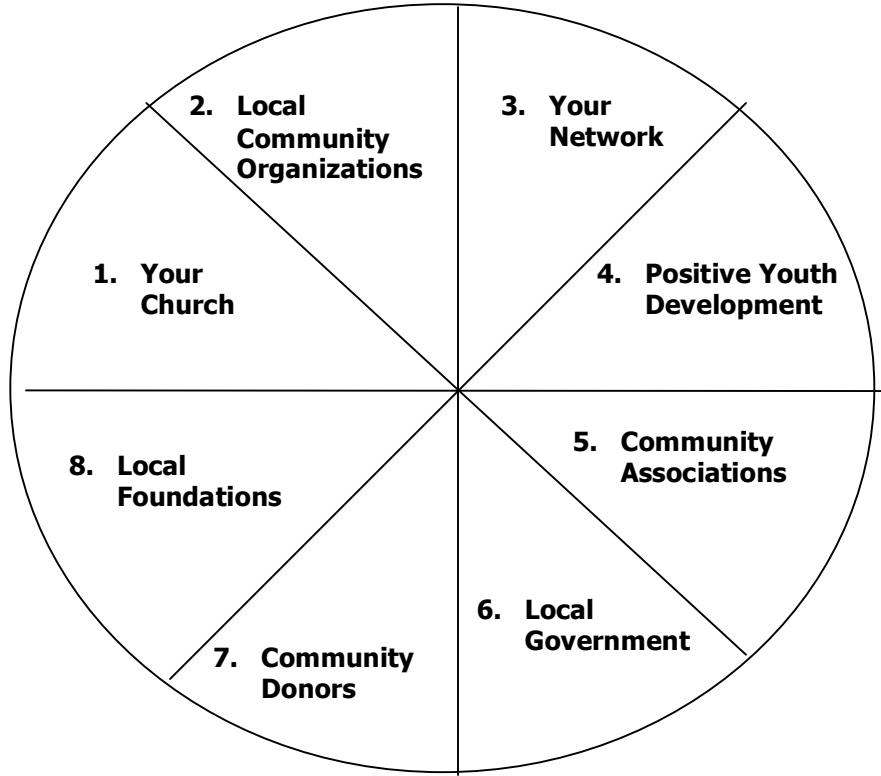 1. Your
Church
2. Local
Community
Organizations
3. Your
Network
4. Positive Youth
Development
5. Community
Associations
6. Local
Government
7. Community
Donors
8. Local
Foundations